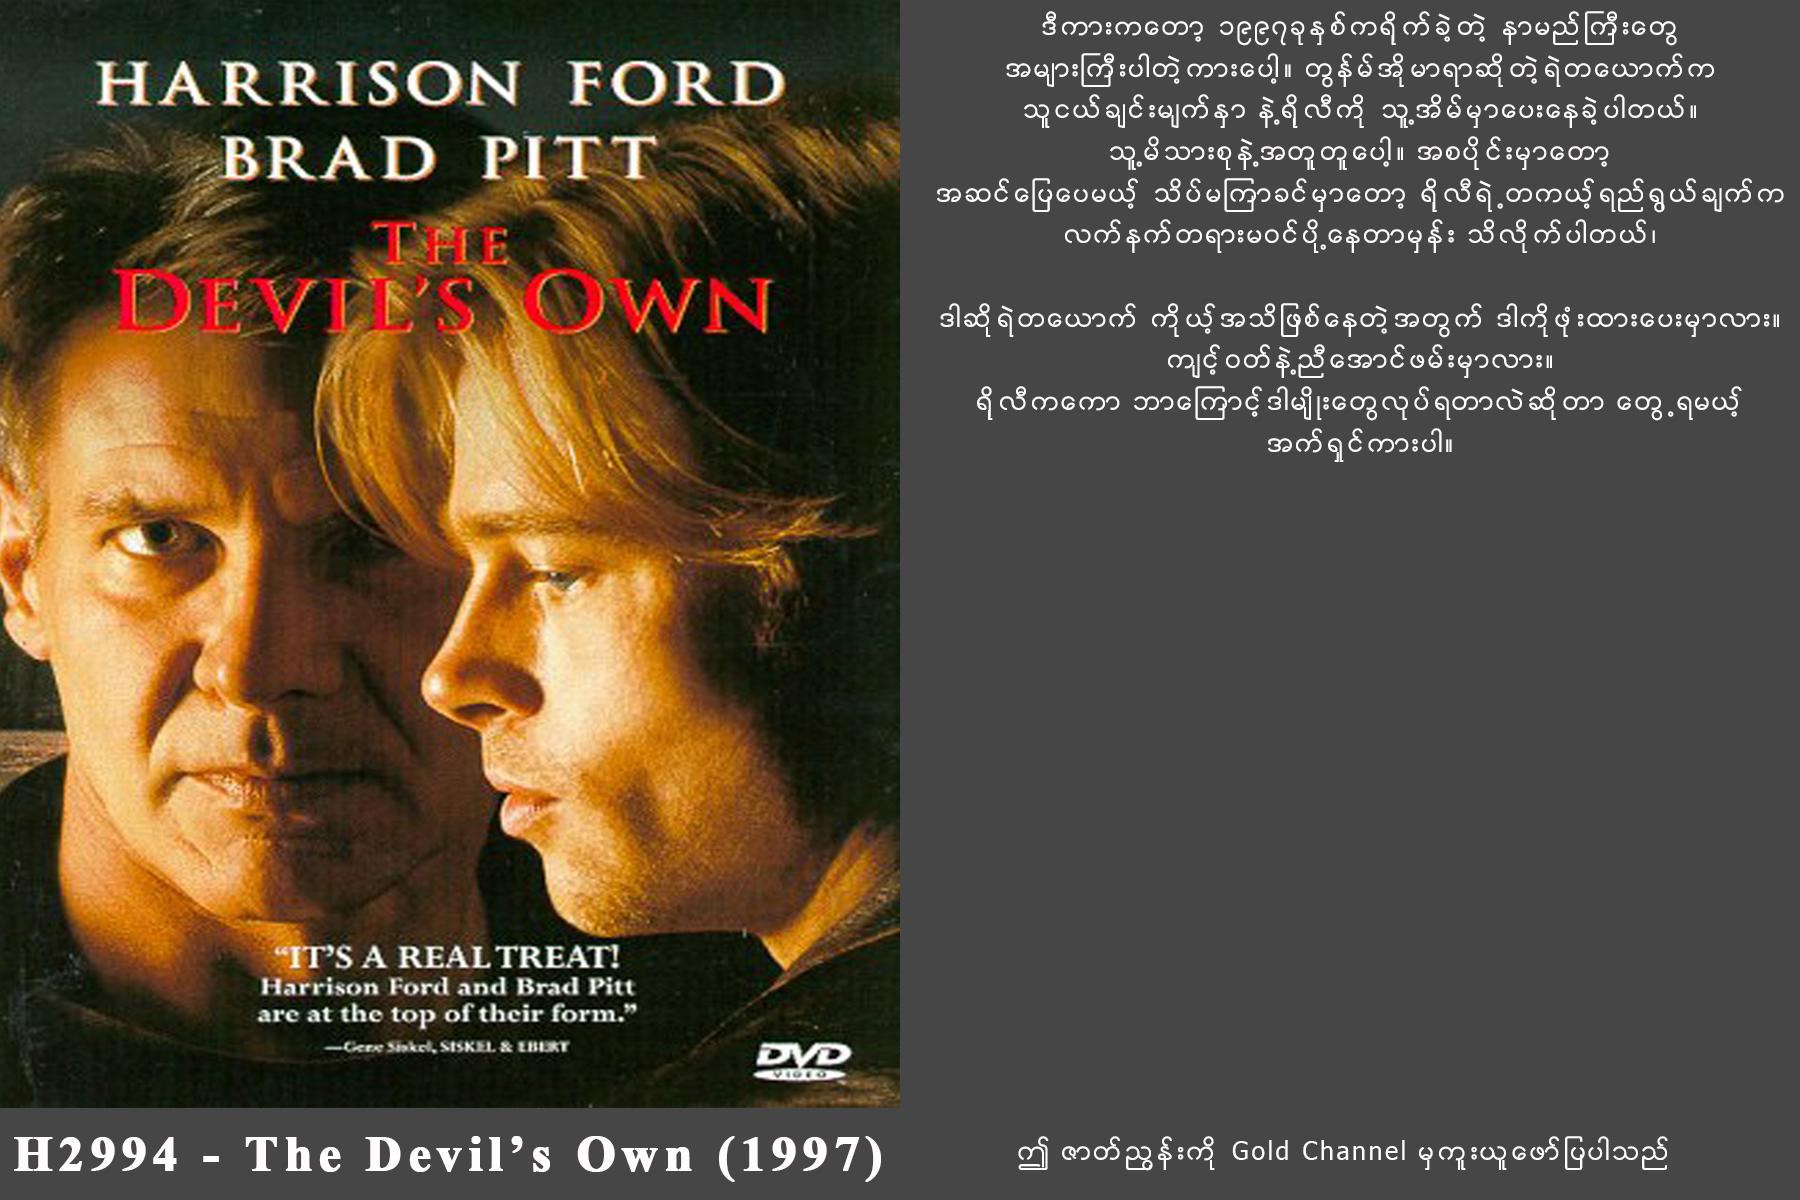 HARRISON FORD
BRAD PITT
THE
DEVIL'S OWN
“IT'S A REAL TREAT!
Harrison Ford and Brad Pitt
are at the top of their form.”
—Gene Siskel, SISKEL & EBERT
DVD
VIDEO
H2994 - The Devil’s Own (1997)
ဒီကားကတော့ ၁၉၉၇ခုနှစ်ကရိုက်ခဲ့တဲ့ နာမည်ကြီးတွေ
အများကြီးပါတဲ့ကားပေါ့။ တွန်မ်အိုမာရာဆိုတဲ့ရဲတယောက်က
သူငယ်ချင်းမျက်နှာ နဲ့ရိုလီကို သူ့အိမ်မှာပေးနေခဲ့ပါတယ်။
သူ့မိသားစုနဲ့အတူတူပေါ့။ အစပိုင်းမှာတော့
အဆင်ပြေပေမယ့် သိပ်မကြာခင်မှာတော့ ရိုလီရဲ့တကယ့်ရည်ရွယ်ချက်က
လက်နက်တရားမဝင်ပို့နေတာမှန်း သိလိုက်ပါတယ်၊
ဒါဆိုရဲတယောက် ကိုယ့်အသိဖြစ်နေတဲ့အတွက် ဒါကိုဖုံးထားပေးမှာလား။
ကျင့်ဝတ်နဲ့ညီအောင်ဖမ်းမှာလား။
ရိုလီကကော ဘာကြောင့်ဒါမျိုးတွေလုပ်ရတာလဲဆိုတာ တွေ့ရမယ့်
အက်ရှင်ကားပါ။
ဤ ဇာတ်ညွှန်းကို Gold Channel မှကူးယူဖော်ပြပါသည်